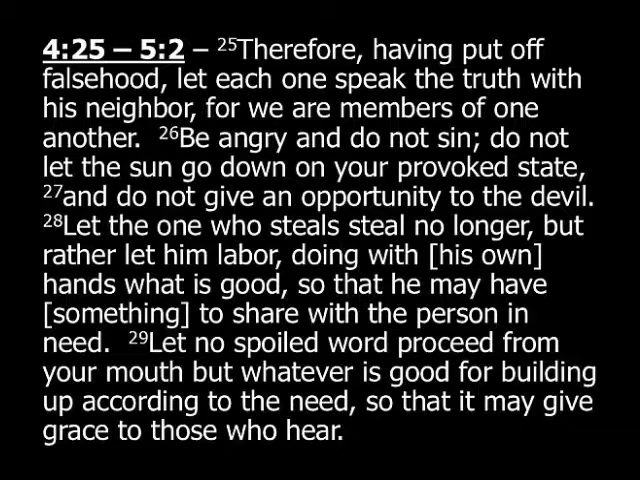 4:25 – 5:2 – ²⁵Therefore, having put off
falsehood, let each one speak the truth with
his neighbor, for we are members of one
another.  ²⁶Be angry and do not sin; do not
let the sun go down on your provoked state,
²⁷and do not give an opportunity to the devil.
²⁸Let the one who steals steal no longer, but
rather let him labor, doing with [his own]
hands what is good, so that he may have
[something] to share with the person in
need.  ²⁹Let no spoiled word proceed from
your mouth but whatever is good for building
up according to the need, so that it may give
grace to those who hear.